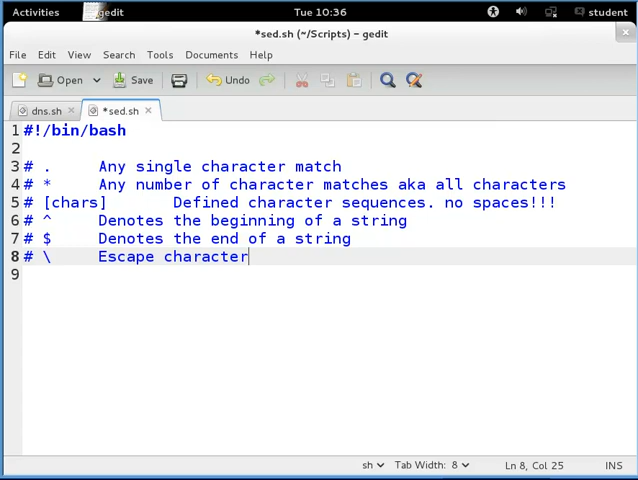 Activities gedit Tue 10:36 student
*sed.sh (~/Scripts) – gedit
File Edit View Search Tools Documents Help
Open Save Undo
dns.sh *sed.sh
1 #!/bin/bash
2
3 # . Any single character match
4 # * Any number of character matches aka all characters
5 # [chars] Defined character sequences. no spaces!!!
6 # ^ Denotes the beginning of a string
7 # $ Denotes the end of a string
8 # \ Escape character
9
sh Tab Width: 8 Ln 8, Col 25 INS